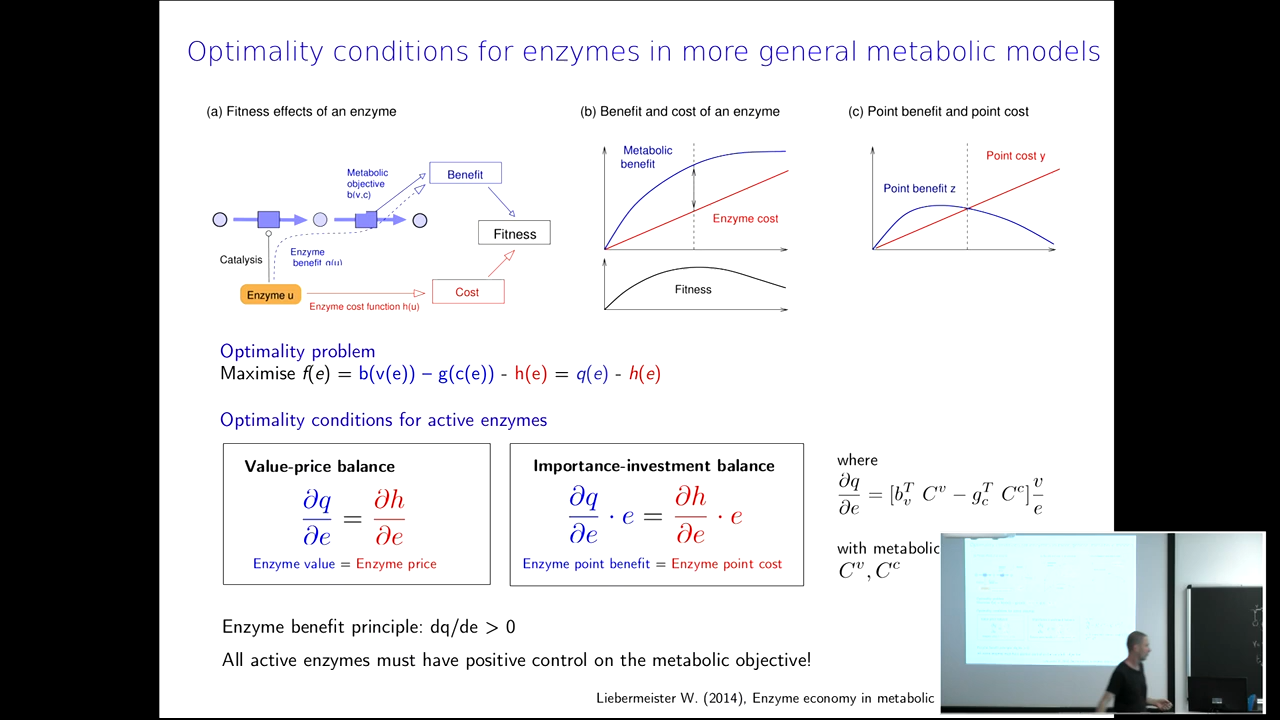 Optimality conditions for enzymes in more general metabolic models
(a) Fitness effects of an enzyme
Metabolic
objective
b(v,c)
Benefit
Fitness
Catalysis
Enzyme
benefit q(u)
Enzyme u
Enzyme cost function h(u)
Cost
(b) Benefit and cost of an enzyme
Metabolic
benefit
Enzyme cost
Fitness
(c) Point benefit and point cost
Point cost y
Point benefit z
Optimality problem
Maximise f(e) = b(v(e)) – g(c(e)) - h(e) = q(e) - h(e)
Optimality conditions for active enzymes
Value-price balance
∂q/∂e = ∂h/∂e
Enzyme value = Enzyme price
Importance-investment balance
∂q/∂e · e = ∂h/∂e · e
Enzyme point benefit = Enzyme point cost
where
∂q/∂e = [b_v^T C^v − g_c^T C^c] v/e
with metabolic
C^v, C^c
Enzyme benefit principle: dq/de > 0
All active enzymes must have positive control on the metabolic objective!
Liebermeister W. (2014), Enzyme economy in metabolic